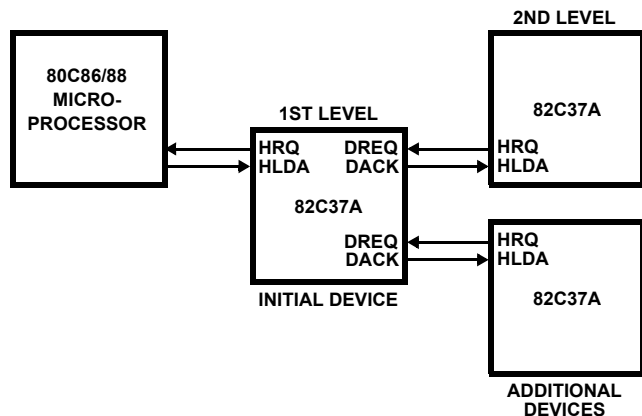 2ND LEVEL
80C86/88
MICRO-
PROCESSOR
82C37A
HRQ
HLDA
1ST LEVEL
HRQ DREQ
HLDA DACK
82C37A
DREQ
DACK
INITIAL DEVICE
HRQ
HLDA
82C37A
ADDITIONAL
DEVICES